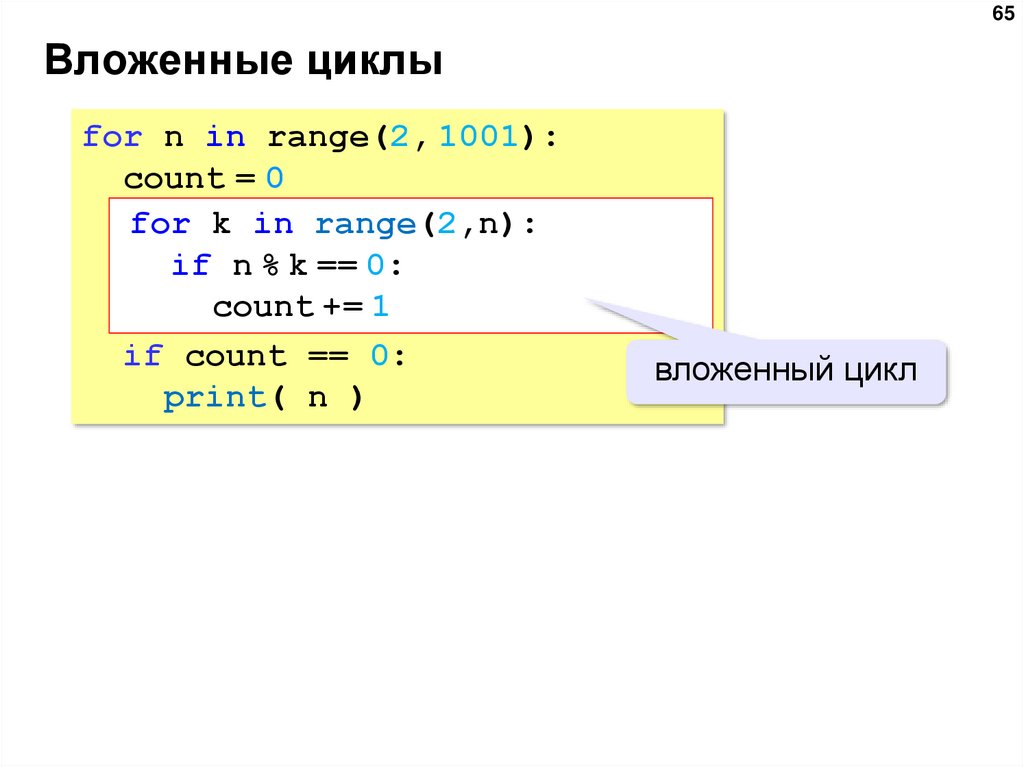 65
Вложенные циклы
for n in range(2, 1001):
  count = 0
  for k in range(2,n):
    if n % k == 0:
      count += 1
  if count == 0:
    print( n )
вложенный цикл